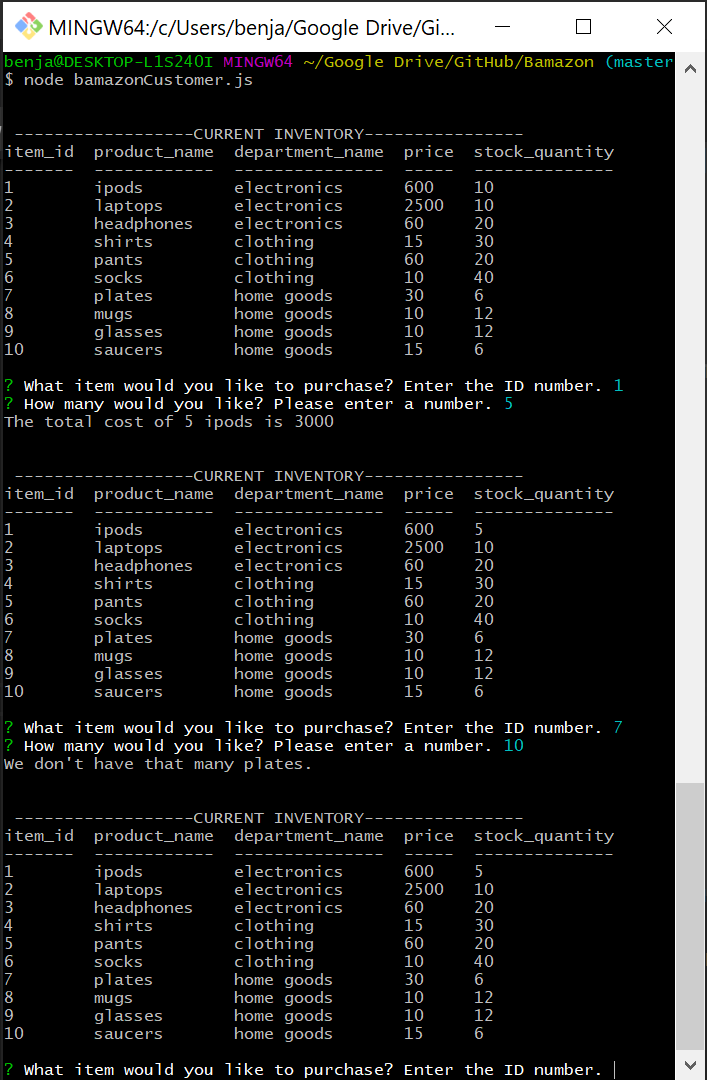 MINGW64:/c/Users/benja/Google Drive/Gi...
benja@DESKTOP-L1S240I MINGW64 ~/Google Drive/GitHub/Bamazon (master
$ node bamazonCustomer.js
------------------CURRENT INVENTORY----------------
item_id  product_name  department_name  price  stock_quantity
-------  ------------  ---------------  -----  --------------
1        ipods         electronics      600    10
2        laptops       electronics      2500   10
3        headphones    electronics      60     20
4        shirts        clothing         15     30
5        pants         clothing         60     20
6        socks         clothing         10     40
7        plates        home goods       30     6
8        mugs          home goods       10     12
9        glasses       home goods       10     12
10       saucers       home goods       15     6
? What item would you like to purchase? Enter the ID number. 1
? How many would you like? Please enter a number. 5
The total cost of 5 ipods is 3000
------------------CURRENT INVENTORY----------------
item_id  product_name  department_name  price  stock_quantity
-------  ------------  ---------------  -----  --------------
1        ipods         electronics      600    5
2        laptops       electronics      2500   10
3        headphones    electronics      60     20
4        shirts        clothing         15     30
5        pants         clothing         60     20
6        socks         clothing         10     40
7        plates        home goods       30     6
8        mugs          home goods       10     12
9        glasses       home goods       10     12
10       saucers       home goods       15     6
? What item would you like to purchase? Enter the ID number. 7
? How many would you like? Please enter a number. 10
We don't have that many plates.
------------------CURRENT INVENTORY----------------
item_id  product_name  department_name  price  stock_quantity
-------  ------------  ---------------  -----  --------------
1        ipods         electronics      600    5
2        laptops       electronics      2500   10
3        headphones    electronics      60     20
4        shirts        clothing         15     30
5        pants         clothing         60     20
6        socks         clothing         10     40
7        plates        home goods       30     6
8        mugs          home goods       10     12
9        glasses       home goods       10     12
10       saucers       home goods       15     6
? What item would you like to purchase? Enter the ID number.